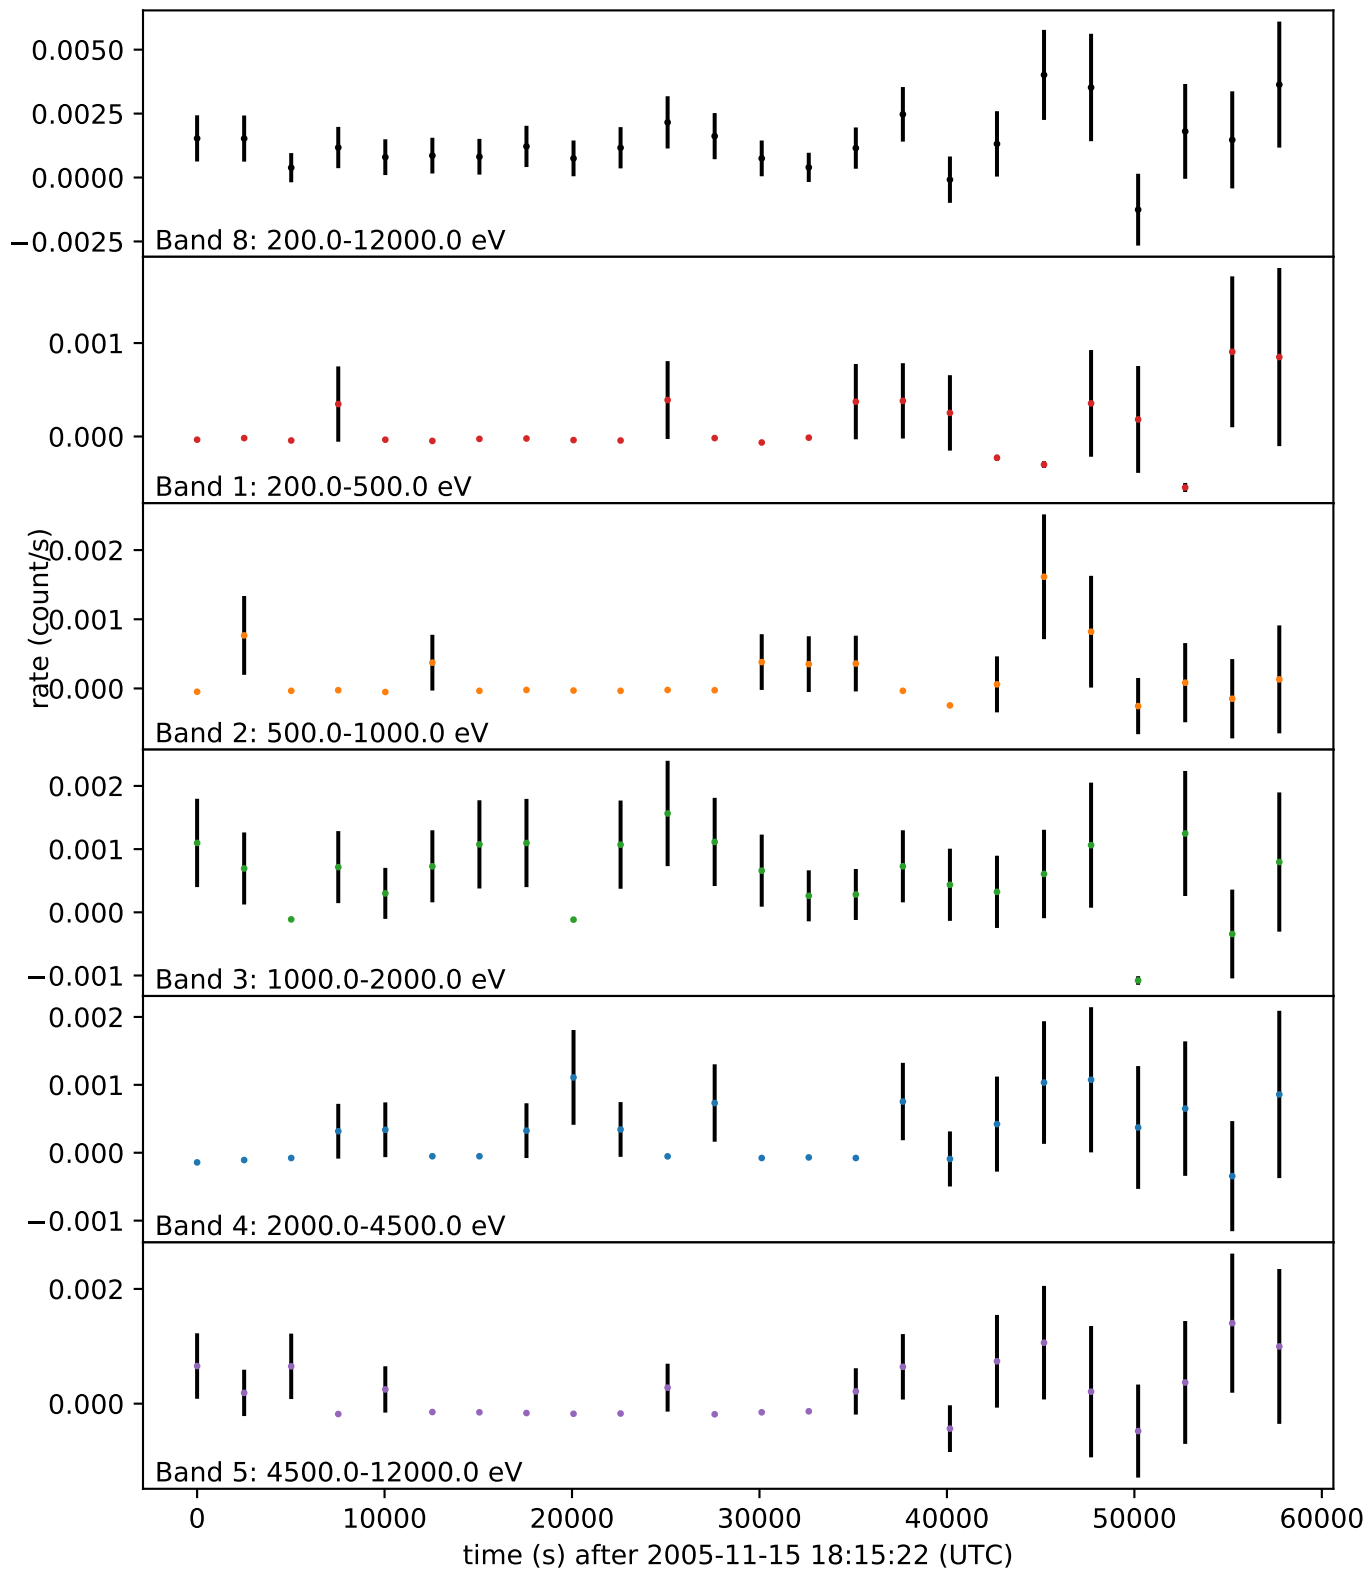 0.0050
0.0025
0.0000
−0.0025
Band 8: 200.0-12000.0 eV
0.001
0.000
Band 1: 200.0-500.0 eV
rate (count/s)
0.002
0.001
0.000
Band 2: 500.0-1000.0 eV
0.002
0.001
0.000
−0.001
Band 3: 1000.0-2000.0 eV
0.002
0.001
0.000
−0.001
Band 4: 2000.0-4500.0 eV
0.002
0.000
Band 5: 4500.0-12000.0 eV
0 10000 20000 30000 40000 50000 60000
time (s) after 2005-11-15 18:15:22 (UTC)